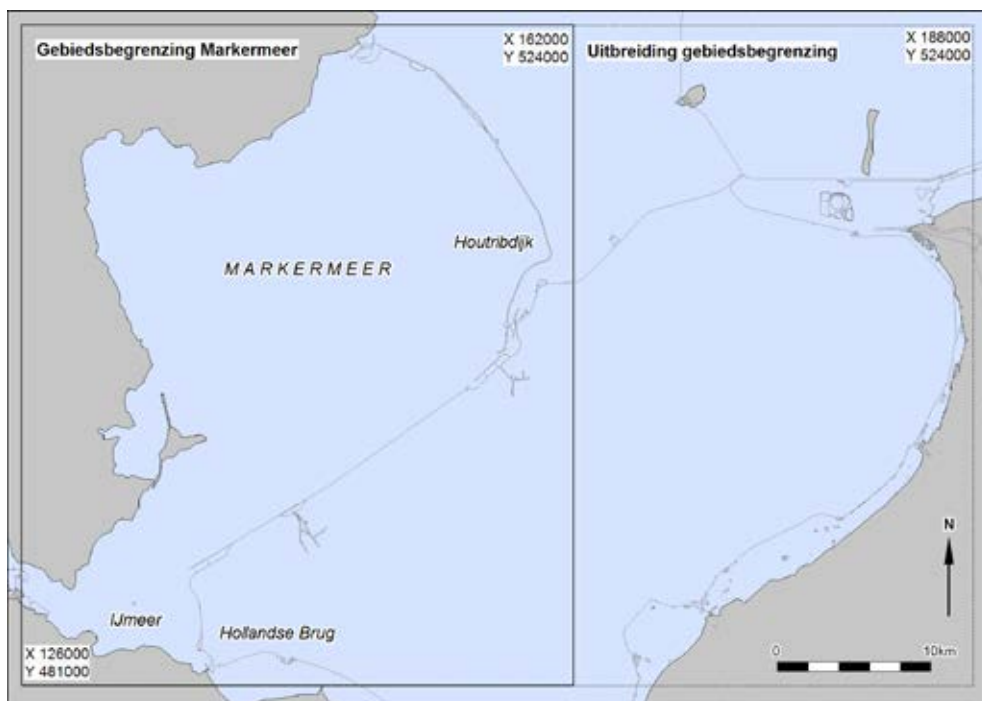 Gebiedsbegrenzing Markermeer
X 162000
Y 524000
Uitbreiding gebiedsbegrenzing
X 188000
Y 524000
Houtribdijk
MARKERMEER
N
IJmeer
Hollandse Brug
X 126000
Y 481000
0
10km